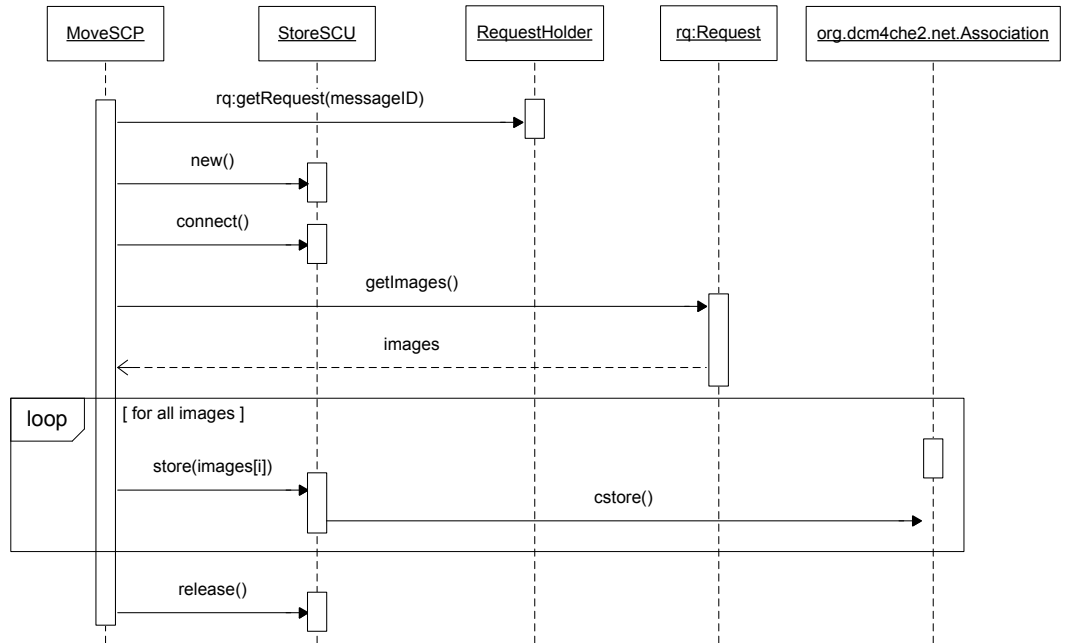 MoveSCP
StoreSCU
RequestHolder
rq:Request
org.dcm4che2.net.Association
rq:getRequest(messageID)
new()
connect()
getImages()
images
loop
[ for all images ]
store(images[i])
cstore()
release()